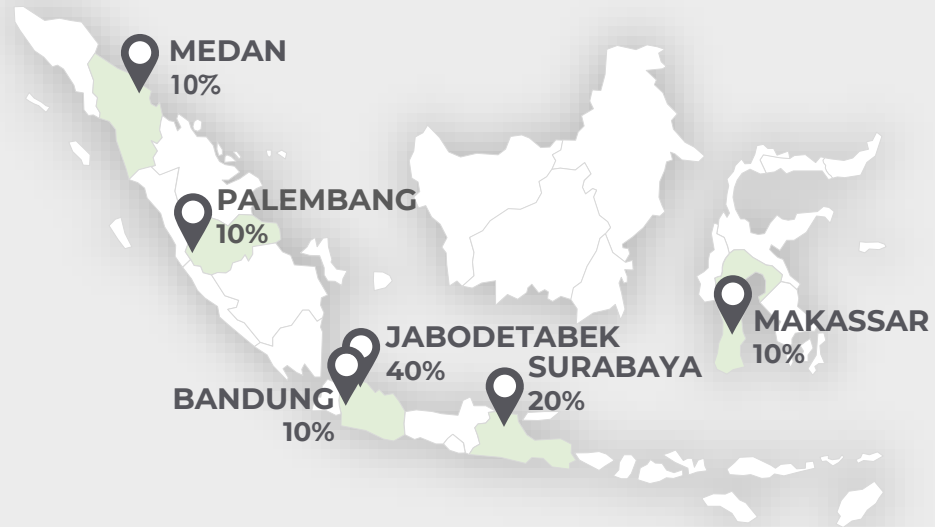 MEDAN
10%
PALEMBANG
10%
JABODETABEK
40%
SURABAYA
20%
BANDUNG
10%
MAKASSAR
10%